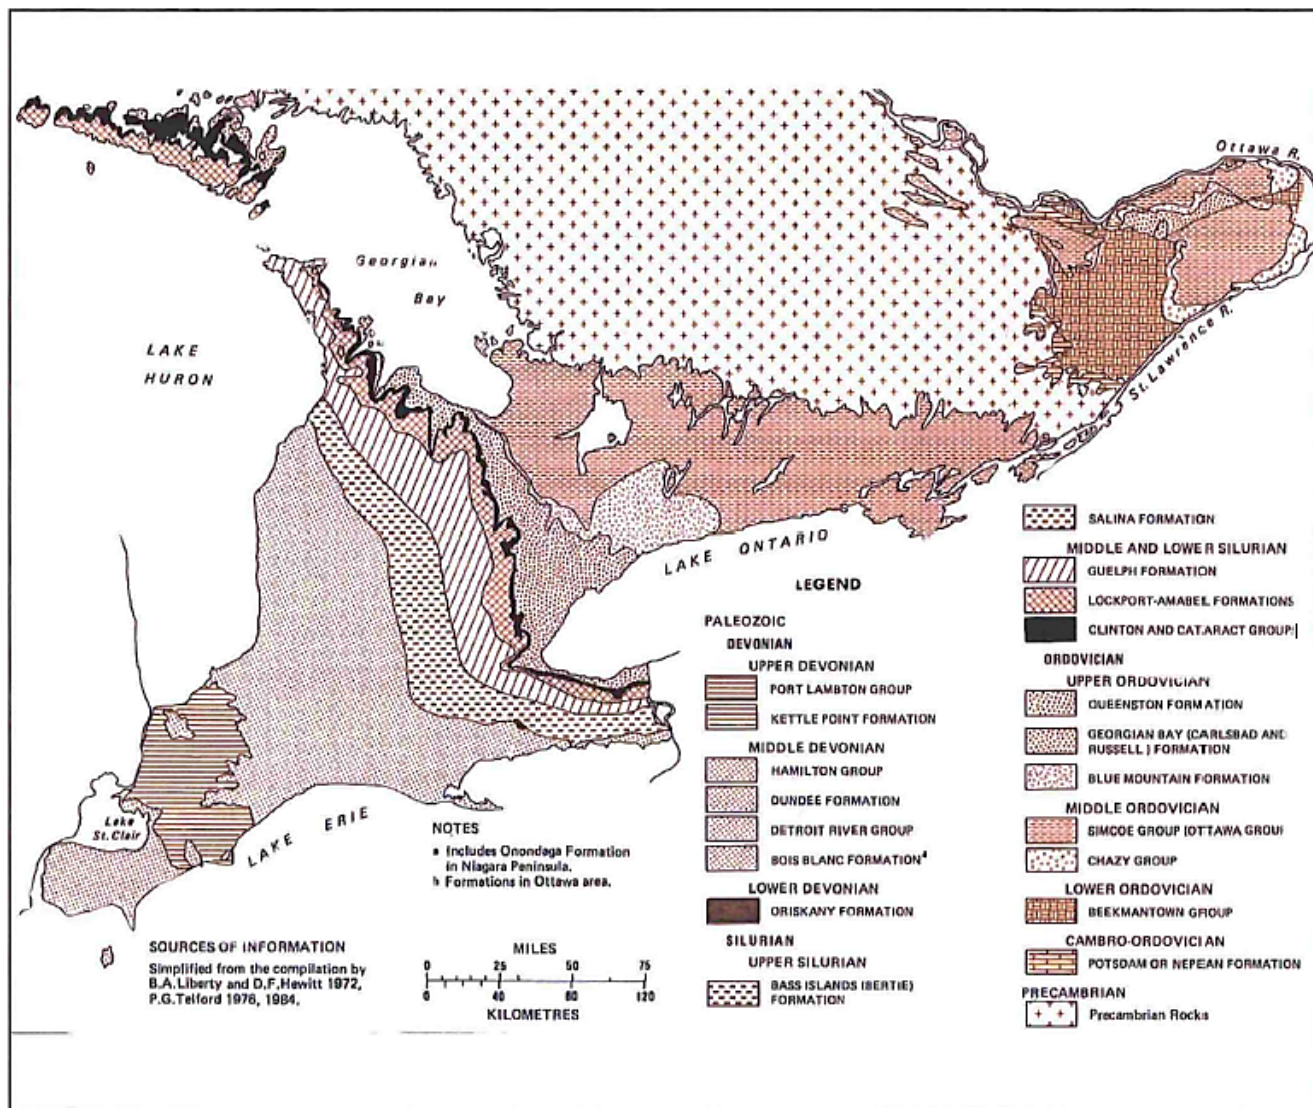 Ottawa R.
Georgian
Bay
LAKE
HURON
St. Lawrence R.
LAKE ONTARIO
Lake
St. Clair
LAKE ERIE
LEGEND
PALEOZOIC
DEVONIAN
UPPER DEVONIAN
PORT LAMBTON GROUP
KETTLE POINT FORMATION
MIDDLE DEVONIAN
HAMILTON GROUP
DUNDEE FORMATION
DETROIT RIVER GROUP
BOIS BLANC FORMATION a
LOWER DEVONIAN
ORISKANY FORMATION
SILURIAN
UPPER SILURIAN
BASS ISLANDS (BERTIE)
FORMATION
SALINA FORMATION
MIDDLE AND LOWER SILURIAN
GUELPH FORMATION
LOCKPORT-AMABEL FORMATIONS
CLINTON AND CATARACT GROUPS
ORDOVICIAN
UPPER ORDOVICIAN
QUEENSTON FORMATION
GEORGIAN BAY (CARLSBAD AND
RUSSELL) FORMATION
BLUE MOUNTAIN FORMATION
MIDDLE ORDOVICIAN
SIMCOE GROUP (OTTAWA GROUP
CHAZY GROUP
LOWER ORDOVICIAN
BEEKMANTOWN GROUP
CAMBRO-ORDOVICIAN
POTSDAM OR NEPEAN FORMATION
PRECAMBRIAN
Precambrian Rocks
NOTES
a Includes Onondaga Formation
in Niagara Peninsula.
b Formations in Ottawa area.
SOURCES OF INFORMATION
Simplified from the compilation by
B.A. Liberty and D.F. Hewitt 1972,
P.G. Telford 1976, 1984.
MILES
0 25 50 75
0 40 80 120
KILOMETRES